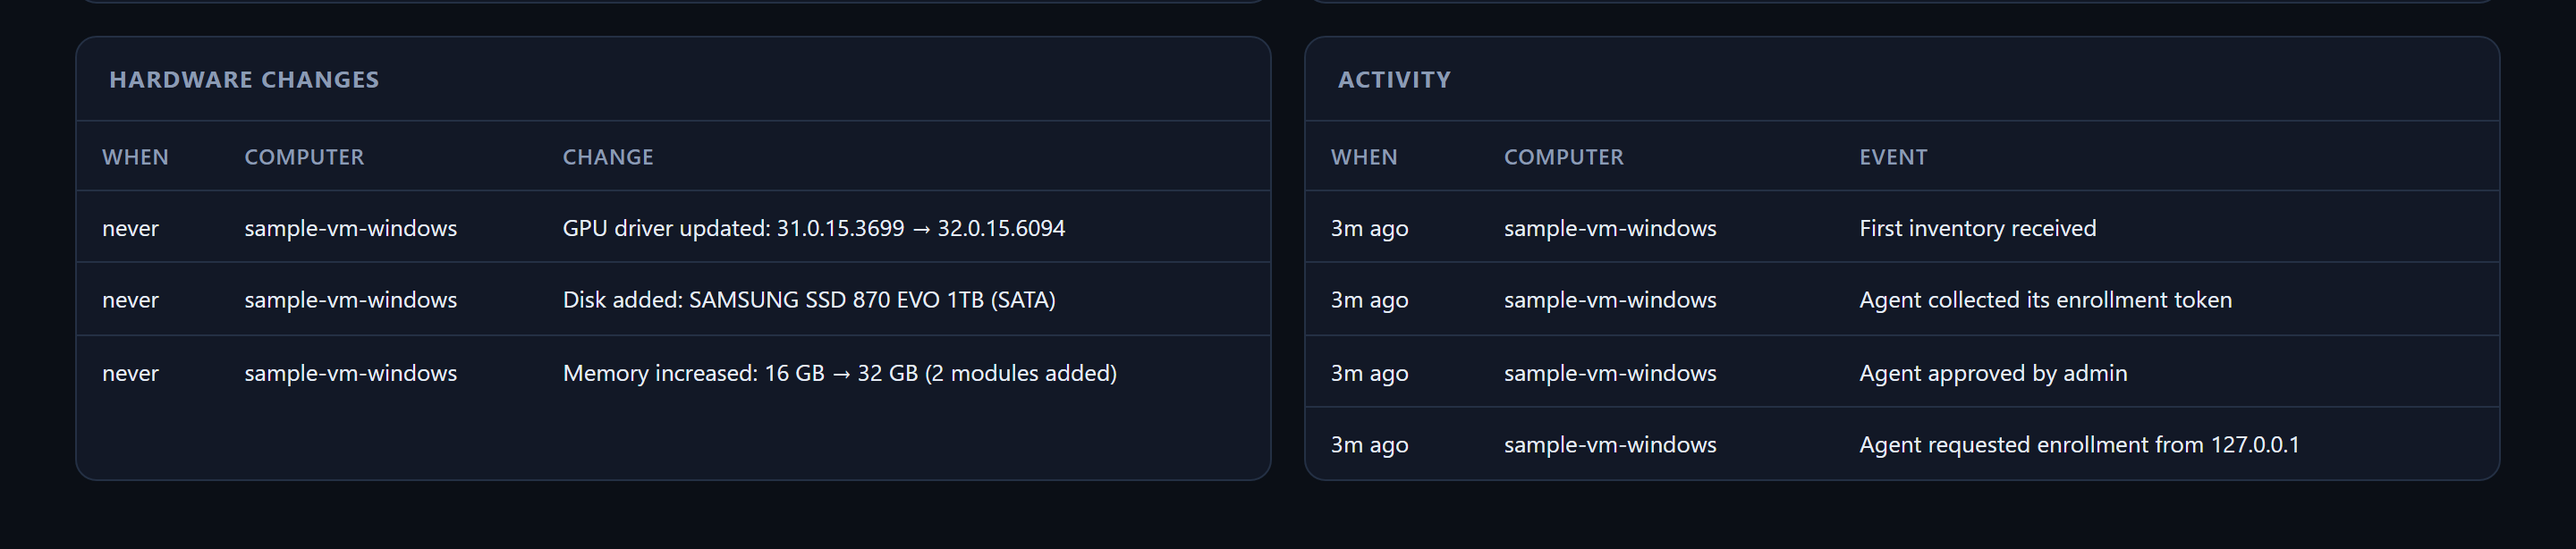 HARDWARE CHANGES
WHEN COMPUTER CHANGE
never sample-vm-windows GPU driver updated: 31.0.15.3699 → 32.0.15.6094
never sample-vm-windows Disk added: SAMSUNG SSD 870 EVO 1TB (SATA)
never sample-vm-windows Memory increased: 16 GB → 32 GB (2 modules added)
ACTIVITY
WHEN COMPUTER EVENT
3m ago sample-vm-windows First inventory received
3m ago sample-vm-windows Agent collected its enrollment token
3m ago sample-vm-windows Agent approved by admin
3m ago sample-vm-windows Agent requested enrollment from 127.0.0.1